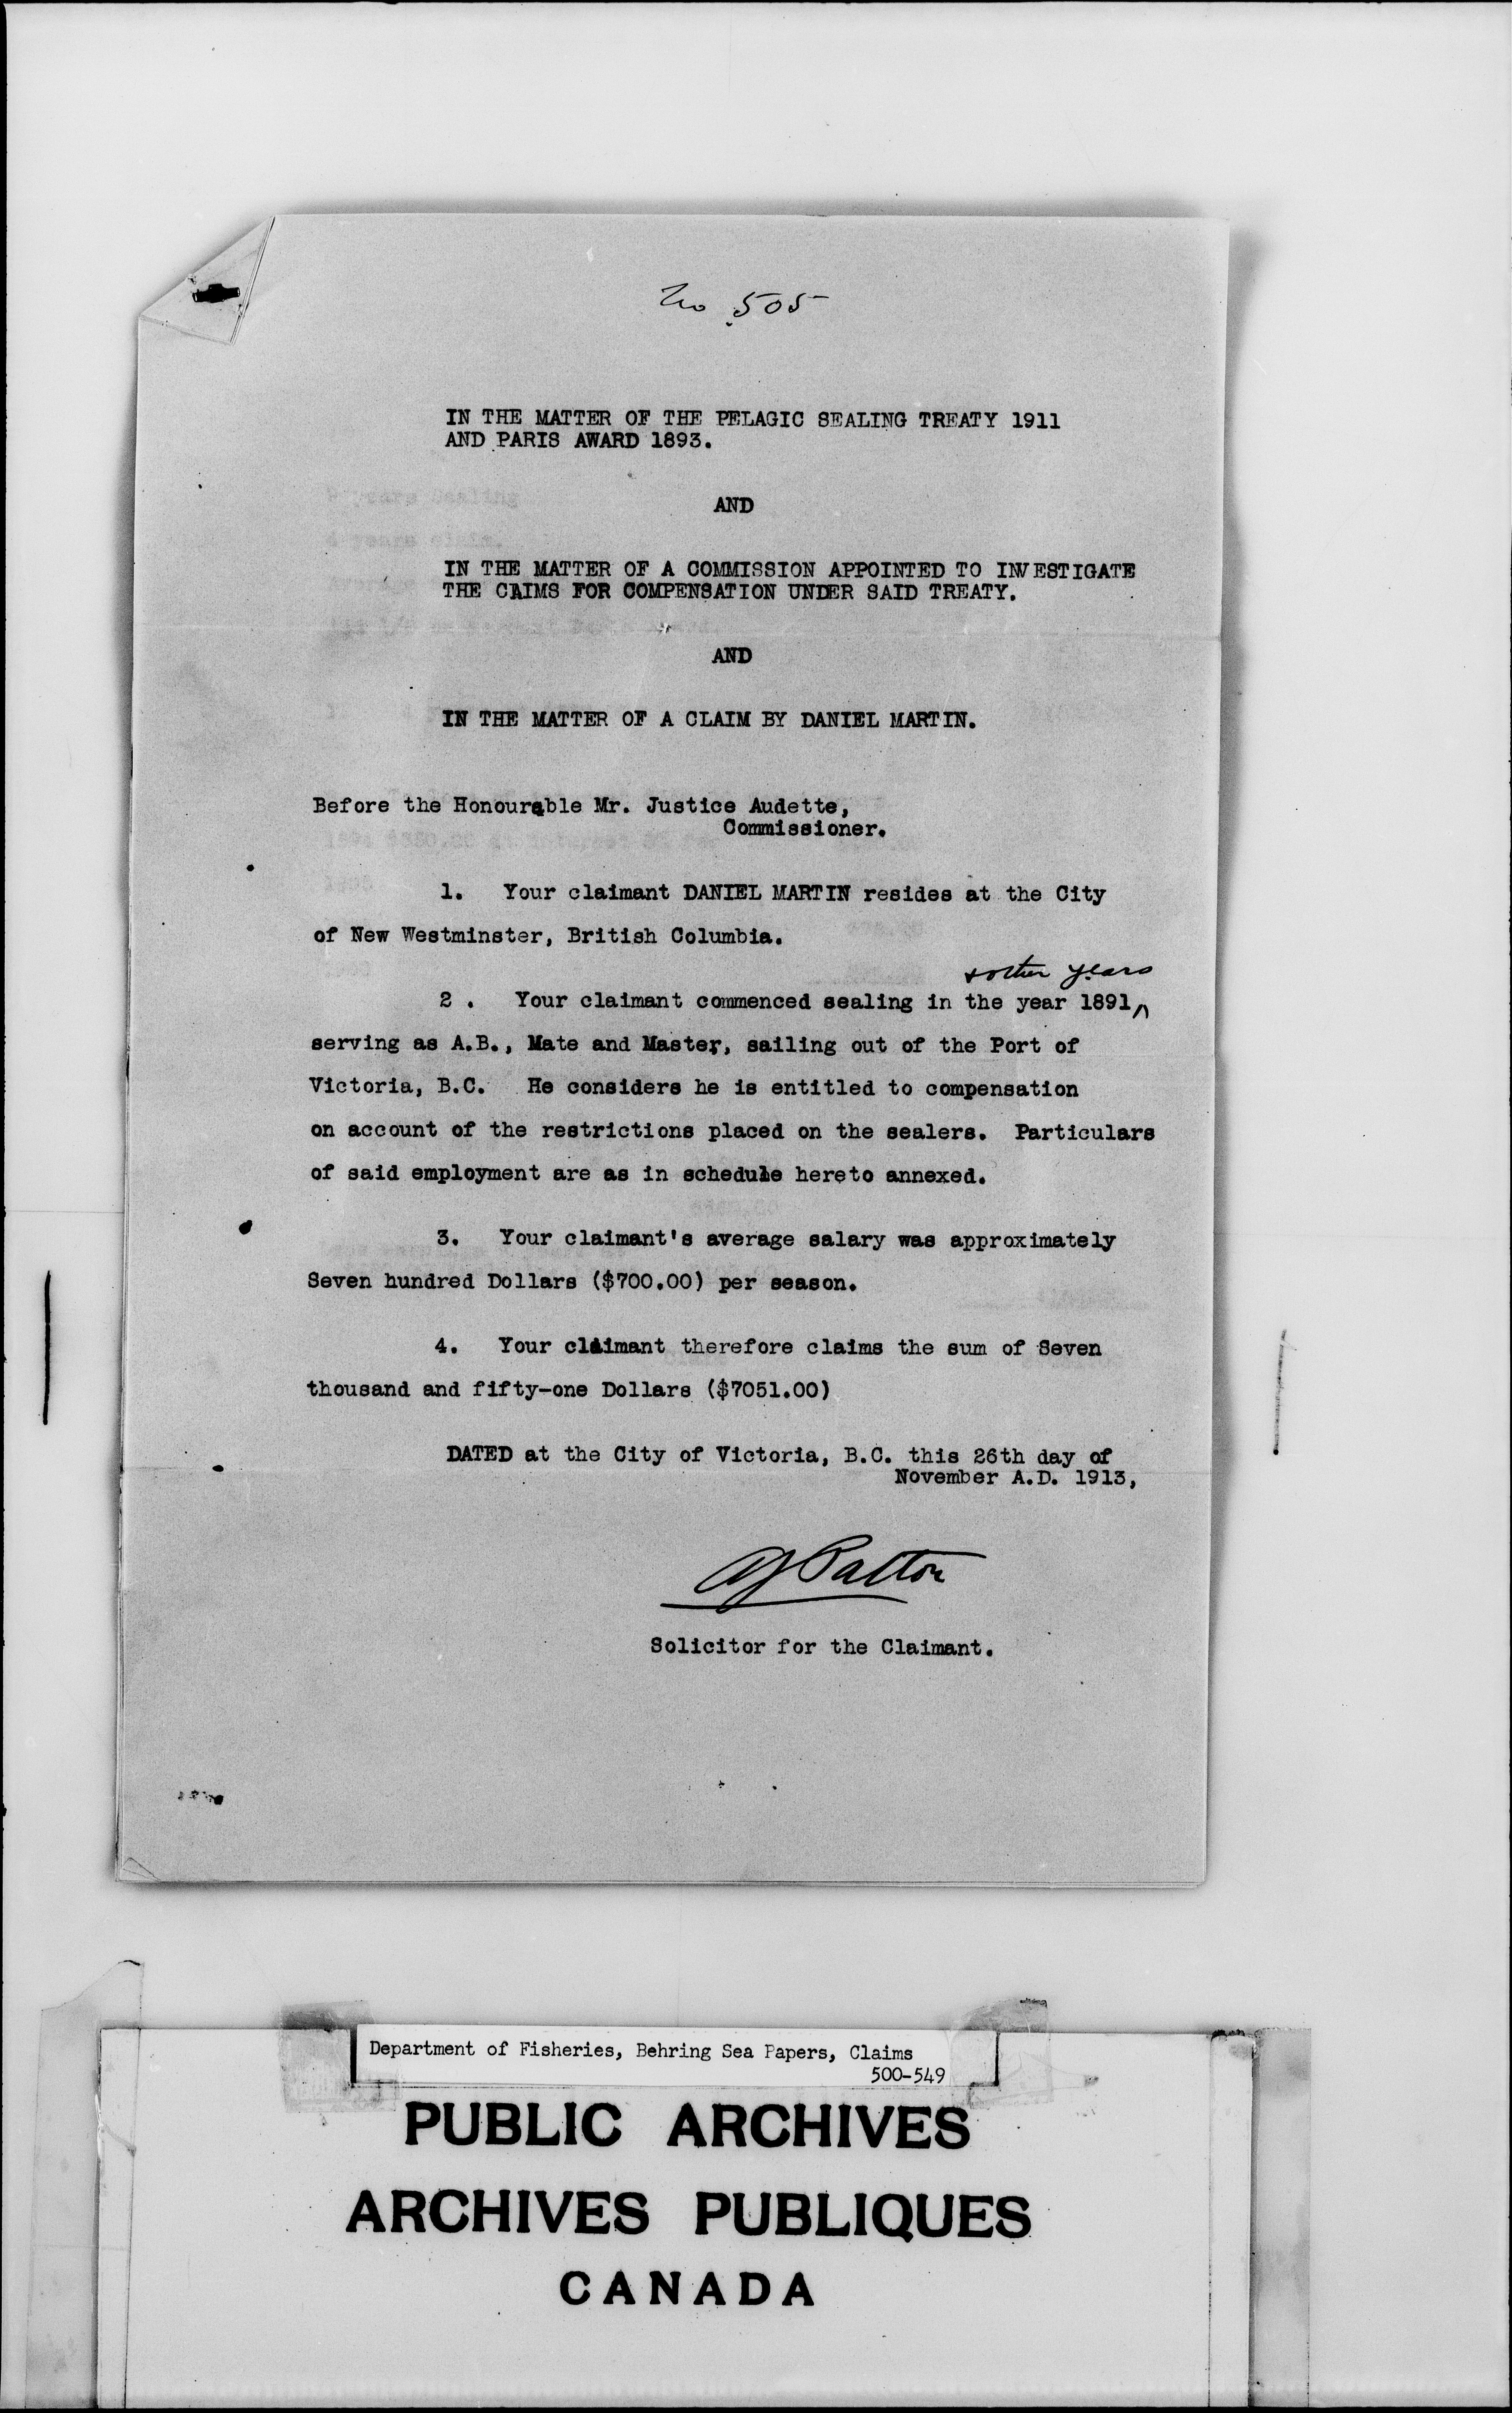 No 505
IN THE MATTER OF THE PELAGIC SEALING TREATY 1911
AND PARIS AWARD 1893.
AND
IN THE MATTER OF A COMMISSION APPOINTED TO INVESTIGATE
THE CAIMS FOR COMPENSATION UNDER SAID TREATY.
AND
IN THE MATTER OF A CLAIM BY DANIEL MARTIN.
Before the Honourable Mr. Justice Audette,
Commissioner.
1. Your claimant DANIEL MARTIN resides at the City
of New Westminster, British Columbia.
& other years
2 . Your claimant commenced sealing in the year 1891,
serving as A.B., Mate and Master, sailing out of the Port of
Victoria, B.C. He considers he is entitled to compensation
on account of the restrictions placed on the sealers. Particulars
of said employment are as in schedule hereto annexed.
3. Your claimant's average salary was approximately
Seven hundred Dollars ($700.00) per season.
4. Your claimant therefore claims the sum of Seven
thousand and fifty-one Dollars ($7051.00)
DATED at the City of Victoria, B.C. this 26th day of
November A.D. 1913,
Patton
Solicitor for the Claimant.
Department of Fisheries, Behring Sea Papers, Claims
500-549
PUBLIC ARCHIVES
ARCHIVES PUBLIQUES
CANADA